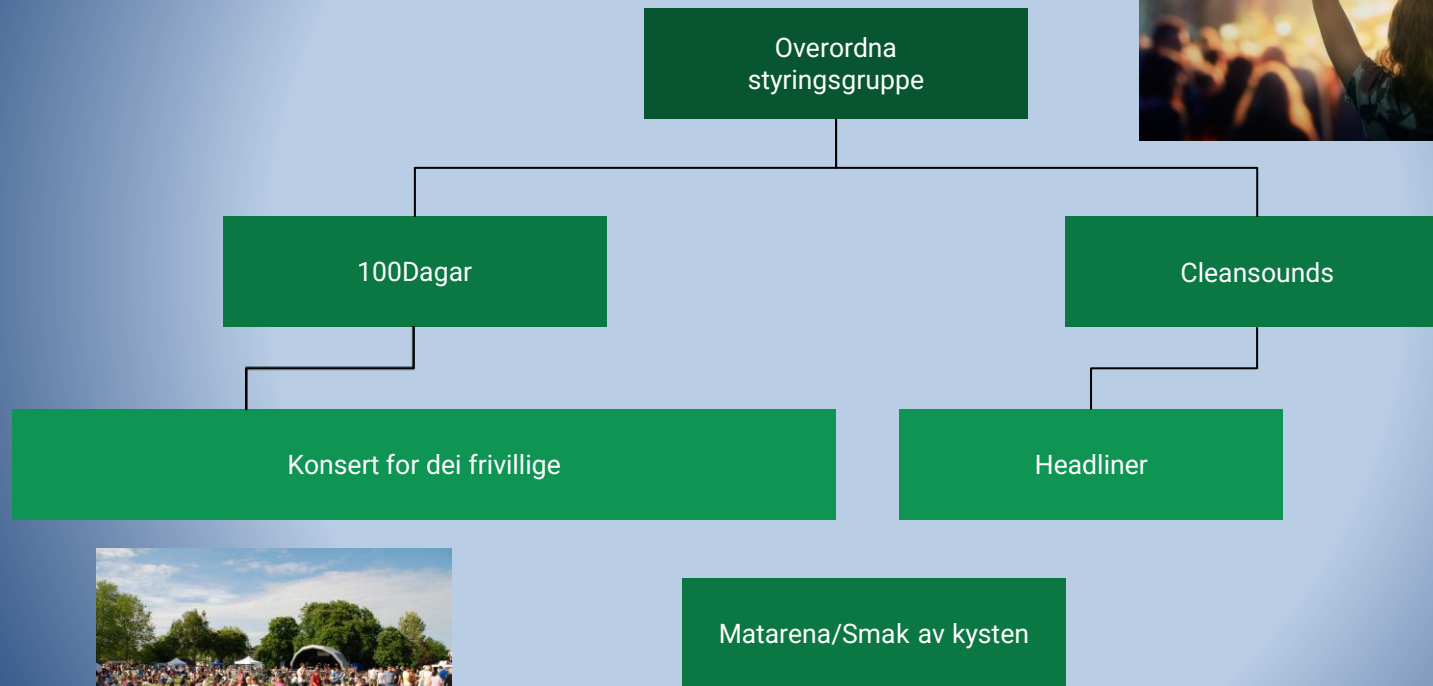 Overordna
styringsgruppe
100Dagar
Cleansounds
Konsert for dei frivillige
Headliner
Matarena/Smak av kysten